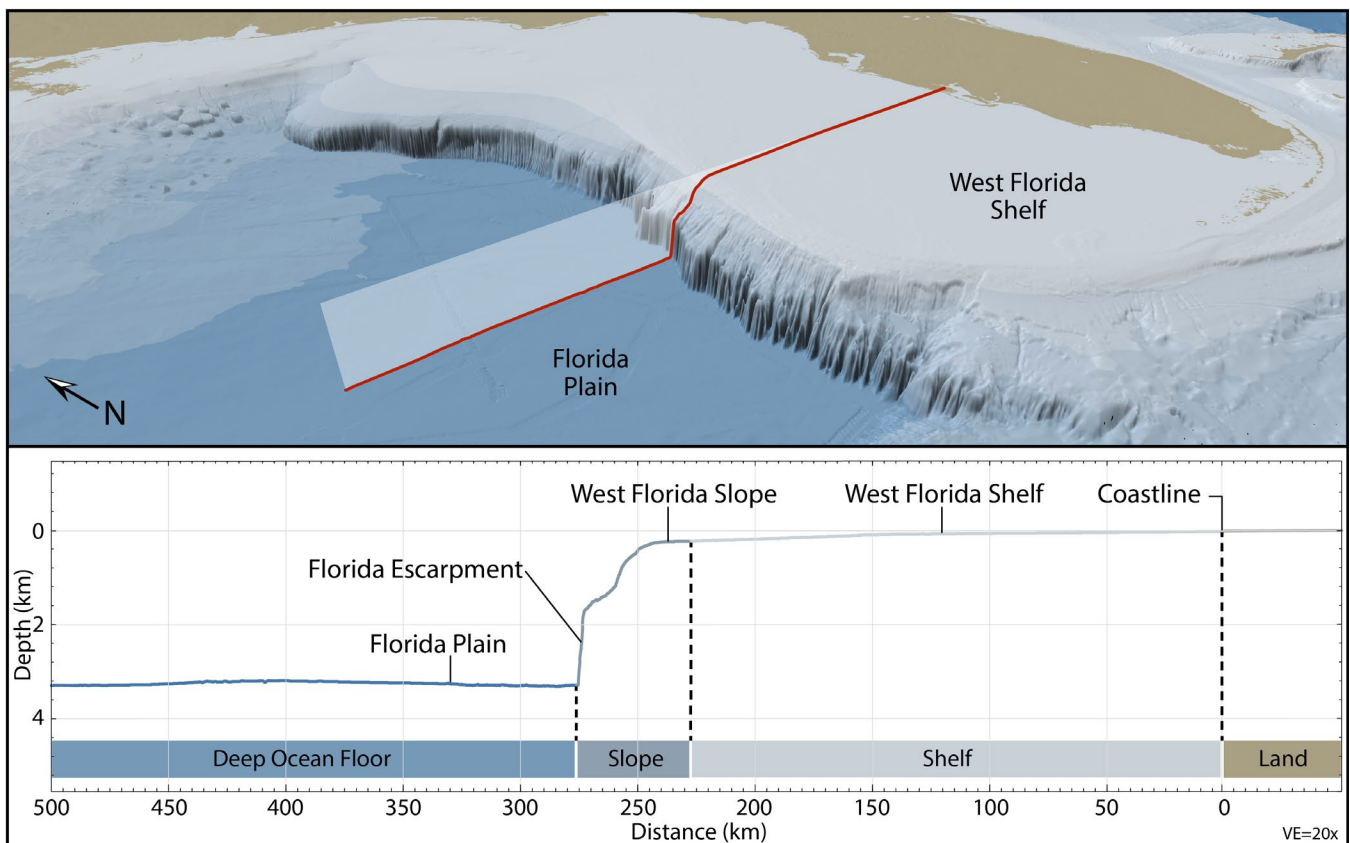 West Florida
Shelf
Florida
Plain
N
West Florida Slope
West Florida Shelf
Coastline
Florida Escarpment
Florida Plain
Depth (km)
0
2
4
Deep Ocean Floor
Slope
Shelf
Land
500
450
400
350
300
250
200
150
100
50
0
Distance (km)
VE=20x